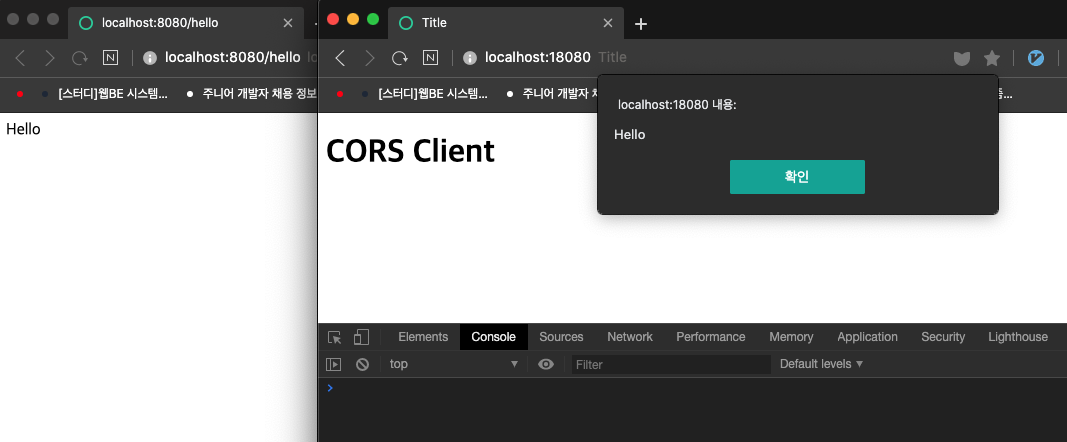 localhost:8080/hello
localhost:8080/hello
[스터디]웹BE 시스템...
주니어 개발자 채용 정보
Hello
Title
localhost:18080 Title
[스터디]웹BE 시스템...
주니어 개발자 채
localhost:18080 내용:
Hello
확인
CORS Client
Elements Console Sources Network Performance Memory Application Security Lighthouse
top Filter Default levels